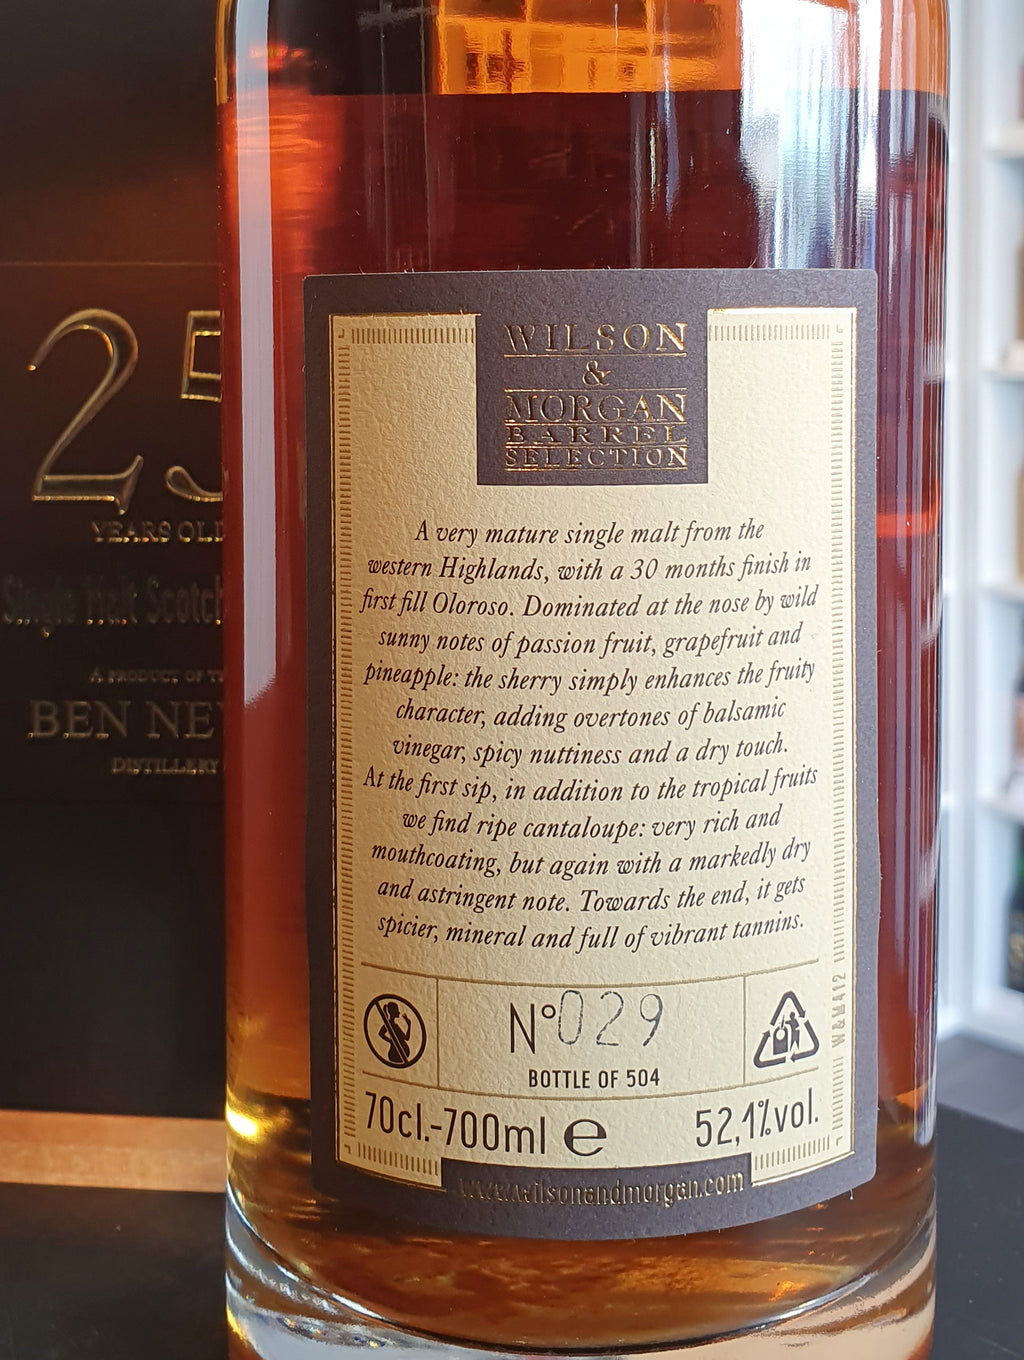 WILSON
&
MORGAN
BARREL
SELECTION
A very mature single malt from the
western Highlands, with a 30 months finish in
first fill Oloroso. Dominated at the nose by wild
sunny notes of passion fruit, grapefruit and
pineapple: the sherry simply enhances the fruity
character, adding overtones of balsamic
vinegar, spicy nuttiness and a dry touch.
At the first sip, in addition to the tropical fruits
we find ripe cantaloupe: very rich and
mouthcoating, but again with a markedly dry
and astringent note. Towards the end, it gets
spicier, mineral and full of vibrant tannins.
N° 029
BOTTLE OF 504
70cl.-700ml e 52,1%vol.
www.wilsonandmorgan.com
W&M412
25
YEARS OLD
Single malt Scotch
A PRODUCT OF
BEN NE
DISTILLERY